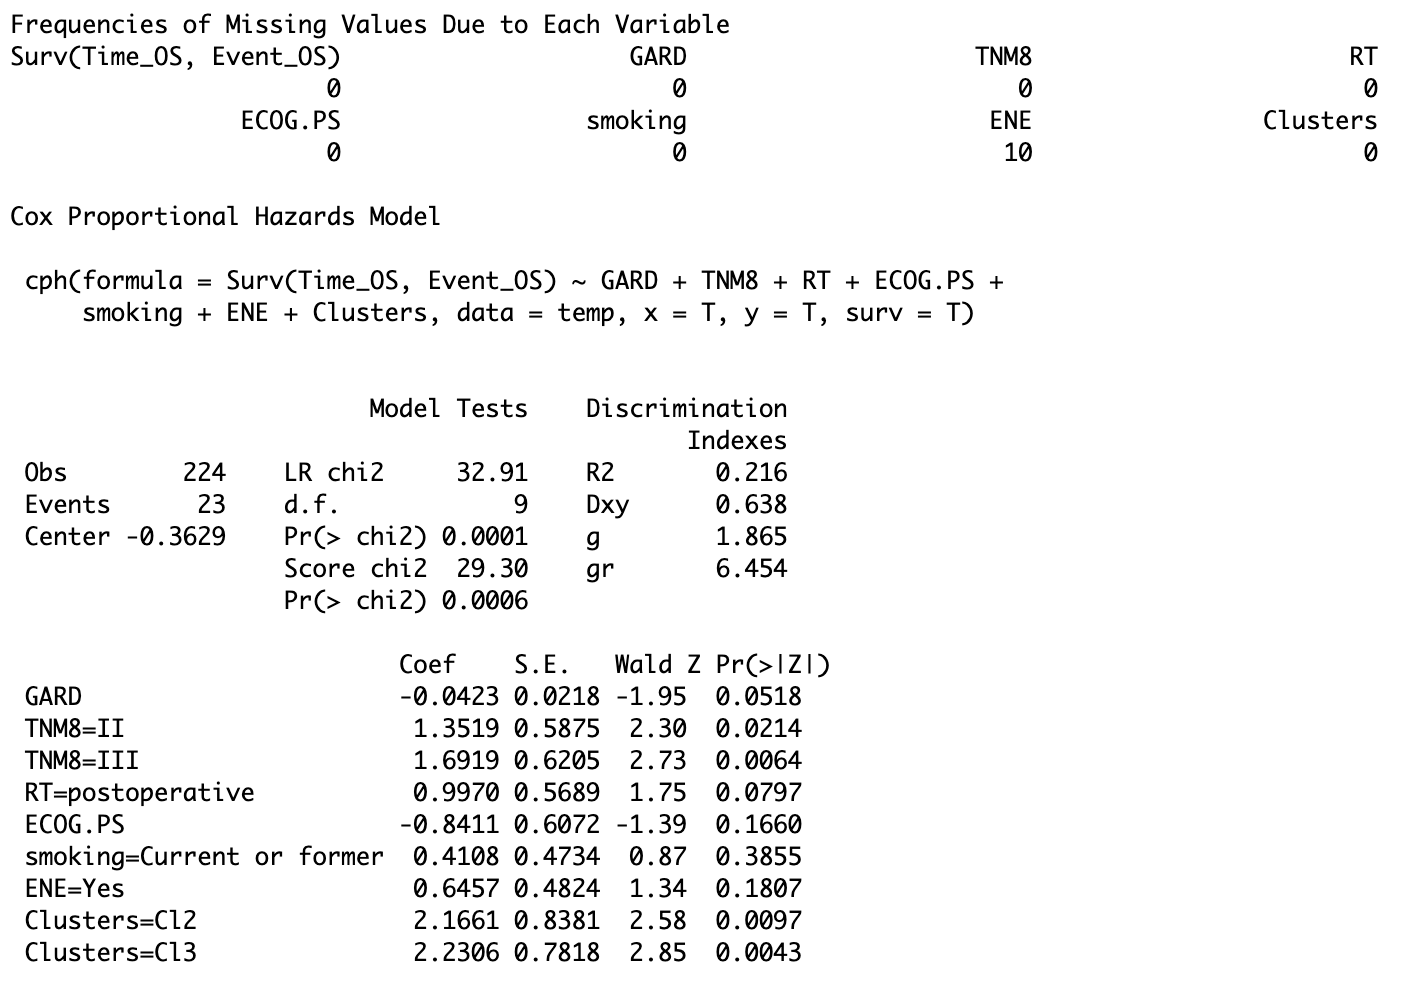 Frequencies of Missing Values Due to Each Variable
Surv(Time_OS, Event_OS)                    GARD                    TNM8                      RT
                      0                       0                       0                       0
                ECOG.PS                 smoking                     ENE                Clusters
                      0                       0                      10                       0
Cox Proportional Hazards Model
 cph(formula = Surv(Time_OS, Event_OS) ~ GARD + TNM8 + RT + ECOG.PS +
     smoking + ENE + Clusters, data = temp, x = T, y = T, surv = T)
                         Model Tests    Discrimination
                                               Indexes
 Obs        224    LR chi2     32.91    R2       0.216
 Events      23    d.f.            9    Dxy      0.638
 Center -0.3629    Pr(> chi2) 0.0001    g        1.865
                   Score chi2  29.30    gr       6.454
                   Pr(> chi2) 0.0006
                           Coef    S.E.   Wald Z Pr(>|Z|)
 GARD                      -0.0423 0.0218 -1.95  0.0518
 TNM8=II                    1.3519 0.5875  2.30  0.0214
 TNM8=III                   1.6919 0.6205  2.73  0.0064
 RT=postoperative           0.9970 0.5689  1.75  0.0797
 ECOG.PS                   -0.8411 0.6072 -1.39  0.1660
 smoking=Current or former  0.4108 0.4734  0.87  0.3855
 ENE=Yes                    0.6457 0.4824  1.34  0.1807
 Clusters=Cl2               2.1661 0.8381  2.58  0.0097
 Clusters=Cl3               2.2306 0.7818  2.85  0.0043